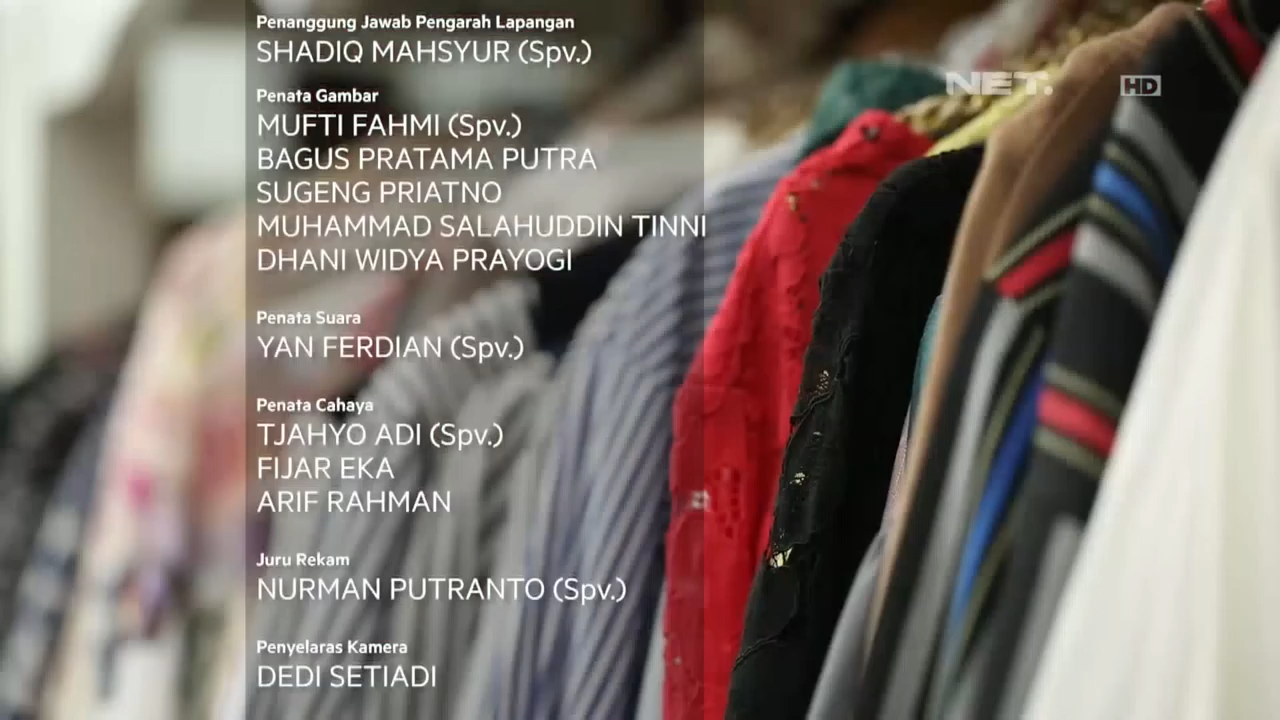 Penanggung Jawab Pengarah Lapangan
SHADIQ MAHSYUR (Spv.)
Penata Gambar
MUFTI FAHMI (Spv.)
BAGUS PRATAMA PUTRA
SUGENG PRIATNO
MUHAMMAD SALAHUDDIN TINNI
DHANI WIDYA PRAYOGI
Penata Suara
YAN FERDIAN (Spv.)
Penata Cahaya
TJAHYO ADI (Spv.)
FIJAR EKA
ARIF RAHMAN
Juru Rekam
NURMAN PUTRANTO (Spv.)
Penyelaras Kamera
DEDI SETIADI
NET.
HD